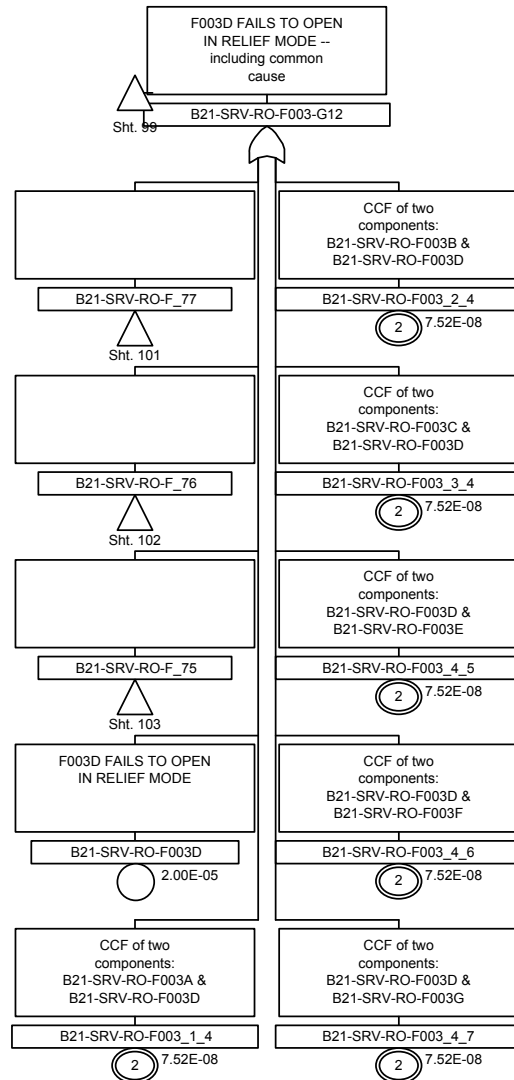 F003D FAILS TO OPEN
IN RELIEF MODE --
including common
cause
B21-SRV-RO-F003-G12
Sht. 99
B21-SRV-RO-F_77
Sht. 101
B21-SRV-RO-F_76
Sht. 102
B21-SRV-RO-F_75
Sht. 103
F003D FAILS TO OPEN
IN RELIEF MODE
B21-SRV-RO-F003D
2.00E-05
CCF of two
components:
B21-SRV-RO-F003A &
B21-SRV-RO-F003D
B21-SRV-RO-F003_1_4
2 7.52E-08
CCF of two
components:
B21-SRV-RO-F003B &
B21-SRV-RO-F003D
B21-SRV-RO-F003_2_4
2 7.52E-08
CCF of two
components:
B21-SRV-RO-F003C &
B21-SRV-RO-F003D
B21-SRV-RO-F003_3_4
2 7.52E-08
CCF of two
components:
B21-SRV-RO-F003D &
B21-SRV-RO-F003E
B21-SRV-RO-F003_4_5
2 7.52E-08
CCF of two
components:
B21-SRV-RO-F003D &
B21-SRV-RO-F003F
B21-SRV-RO-F003_4_6
2 7.52E-08
CCF of two
components:
B21-SRV-RO-F003D &
B21-SRV-RO-F003G
B21-SRV-RO-F003_4_7
2 7.52E-08